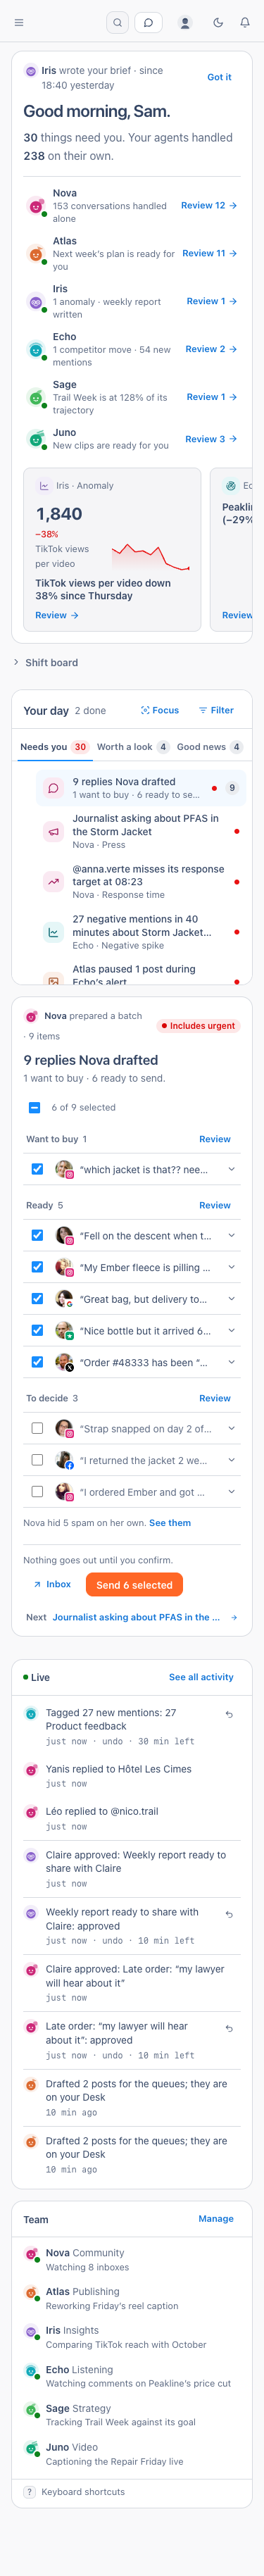 Iris wrote your brief · since
18:40 yesterday
Got it
Good morning, Sam.
30 things need you. Your agents handled
238 on their own.
Nova
153 conversations handled
alone
Review 12 →
Atlas
Next week's plan is ready for
you
Review 11 →
Iris
1 anomaly · weekly report
written
Review 1 →
Echo
1 competitor move · 54 new
mentions
Review 2 →
Sage
Trail Week is at 128% of its
trajectory
Review 1 →
Juno
New clips are ready for you
Review 3 →
Iris · Anomaly
1,840
−38%
TikTok views
per video
TikTok views per video down
38% since Thursday
Review →
Ec
Peaklin
(−29%
Review
Shift board
Your day 2 done
Focus
Filter
Needs you 30
Worth a look 4
Good news 4
9 replies Nova drafted
1 want to buy · 6 ready to se...
9
Journalist asking about PFAS in
the Storm Jacket
Nova · Press
@anna.verte misses its response
target at 08:23
Nova · Response time
27 negative mentions in 40
minutes about Storm Jacket...
Echo · Negative spike
Atlas paused 1 post during
Echo's alert
Nova prepared a batch
· 9 items
Includes urgent
9 replies Nova drafted
1 want to buy · 6 ready to send.
6 of 9 selected
Want to buy 1
Review
"which jacket is that?? nee...
Ready 5
Review
"Fell on the descent when t...
"My Ember fleece is pilling ...
"Great bag, but delivery to...
"Nice bottle but it arrived 6...
"Order #48333 has been "...
To decide 3
Review
"Strap snapped on day 2 of...
"I returned the jacket 2 we...
"I ordered Ember and got ...
Nova hid 5 spam on her own. See them
Nothing goes out until you confirm.
Inbox
Send 6 selected
Next Journalist asking about PFAS in the ... →
Live
See all activity
Tagged 27 new mentions: 27
Product feedback
just now · undo · 30 min left
Yanis replied to Hôtel Les Cimes
just now
Léo replied to @nico.trail
just now
Claire approved: Weekly report ready to
share with Claire
just now
Weekly report ready to share with
Claire: approved
just now · undo · 10 min left
Claire approved: Late order: "my lawyer
will hear about it"
just now
Late order: "my lawyer will hear
about it": approved
just now · undo · 10 min left
Drafted 2 posts for the queues; they are
on your Desk
10 min ago
Drafted 2 posts for the queues; they are
on your Desk
10 min ago
Team
Manage
Nova Community
Watching 8 inboxes
Atlas Publishing
Reworking Friday's reel caption
Iris Insights
Comparing TikTok reach with October
Echo Listening
Watching comments on Peakline's price cut
Sage Strategy
Tracking Trail Week against its goal
Juno Video
Captioning the Repair Friday live
? Keyboard shortcuts